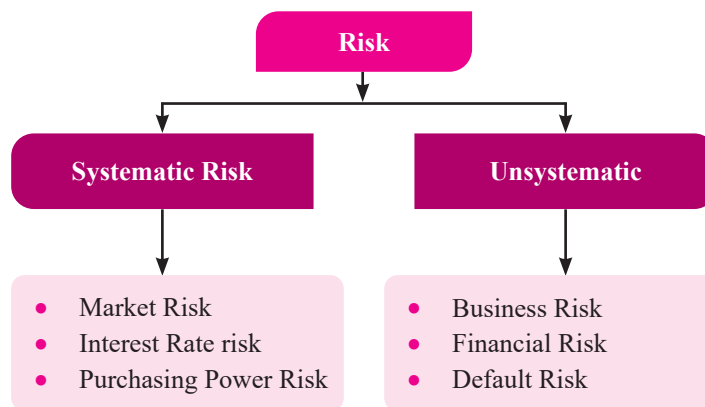 Risk
Systematic Risk
Unsystematic
Market Risk
Interest Rate risk
Purchasing Power Risk
Business Risk
Financial Risk
Default Risk